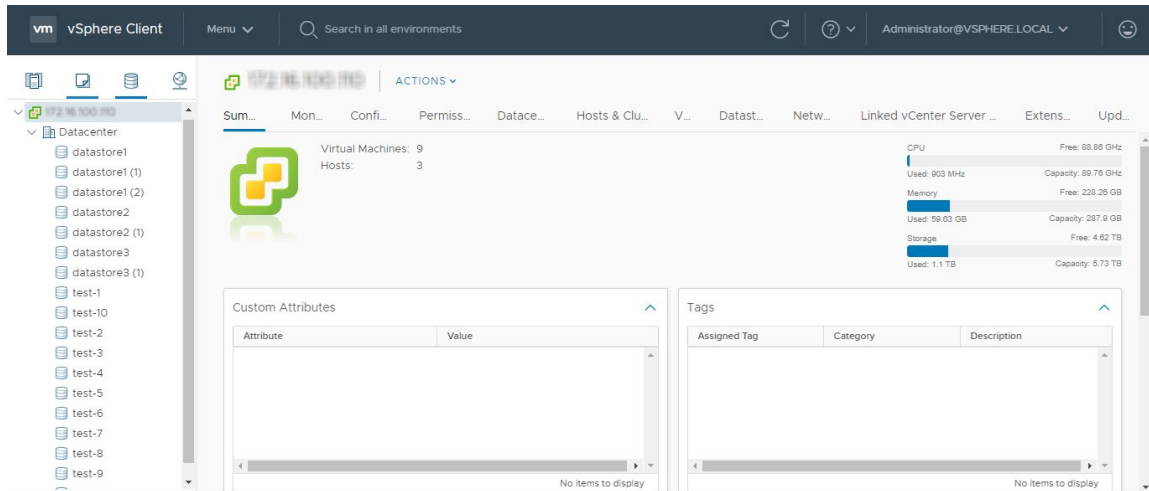 vm vSphere Client Menu Search in all environments Administrator@VSPHERE.LOCAL
ACTIONS
Sum... Mon... Confi... Permiss... Datace... Hosts & Clu... V... Datast... Netw... Linked vCenter Server ... Extens... Upd...
Datacenter
datastore1
datastore1 (1)
datastore1 (2)
datastore2
datastore2 (1)
datastore3
datastore3 (1)
test-1
test-10
test-2
test-3
test-4
test-5
test-6
test-7
test-8
test-9
Virtual Machines: 9
Hosts: 3
CPU Free: 88.86 GHz
Used: 903 MHz Capacity: 89.76 GHz
Memory Free: 228.26 GB
Used: 59.63 GB Capacity: 287.9 GB
Storage Free: 4.62 TB
Used: 1.1 TB Capacity: 5.73 TB
Custom Attributes
Attribute Value
No items to display
Tags
Assigned Tag Category Description
No items to display